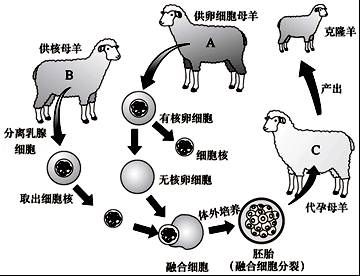 供卵细胞母羊
克隆羊
供核母羊
A
B
有核卵细胞
产出
分离乳腺
细胞
细胞核
C
无核卵细胞
取出细胞核
体外培养
代孕母羊
融合细胞
胚胎
(融合细胞分裂)